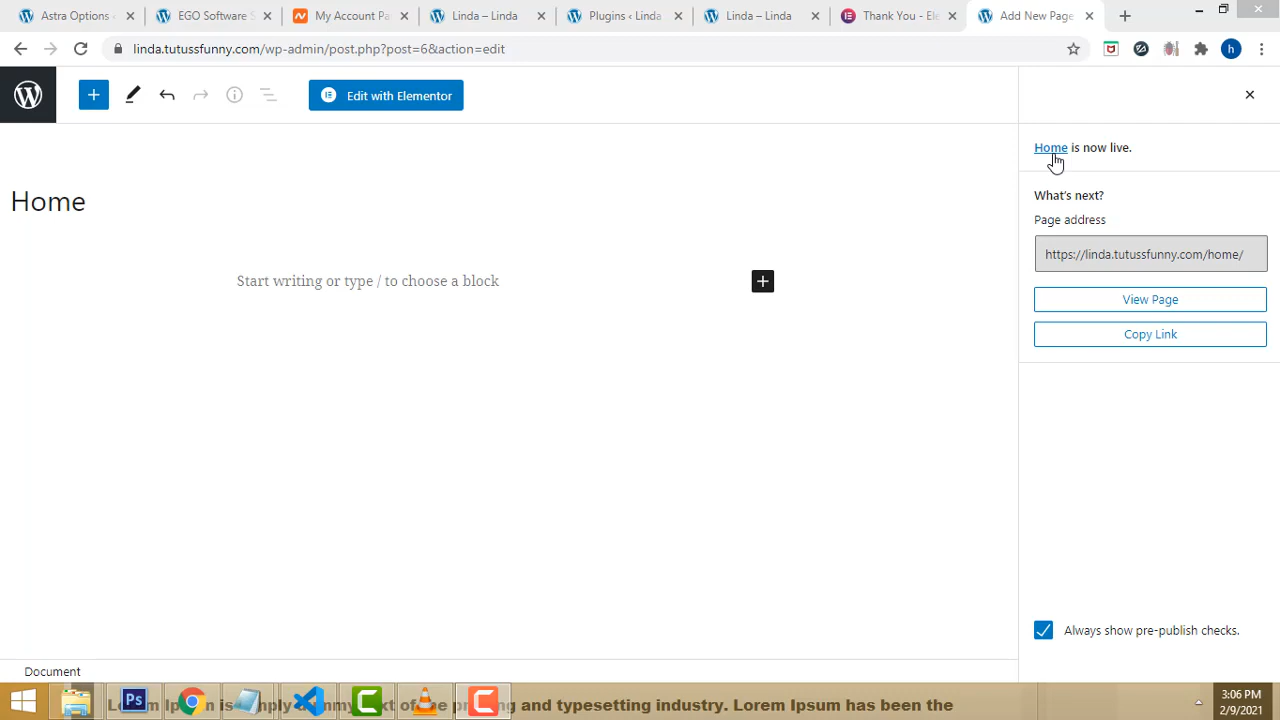 Astra Options ‹
EGO Software S
My Account Pa
Linda – Linda
Plugins ‹ Linda
Linda – Linda
Thank You - Ele
Add New Page
linda.tutussfunny.com/wp-admin/post.php?post=6&action=edit
h
Edit with Elementor
Home is now live.
What's next?
Page address
Home
https://linda.tutussfunny.com/home/
Start writing or type / to choose a block
View Page
Copy Link
Always show pre-publish checks.
Document
Ps
and typesetting industry. Lorem Ipsum has been the
3:06 PM
2/9/2021